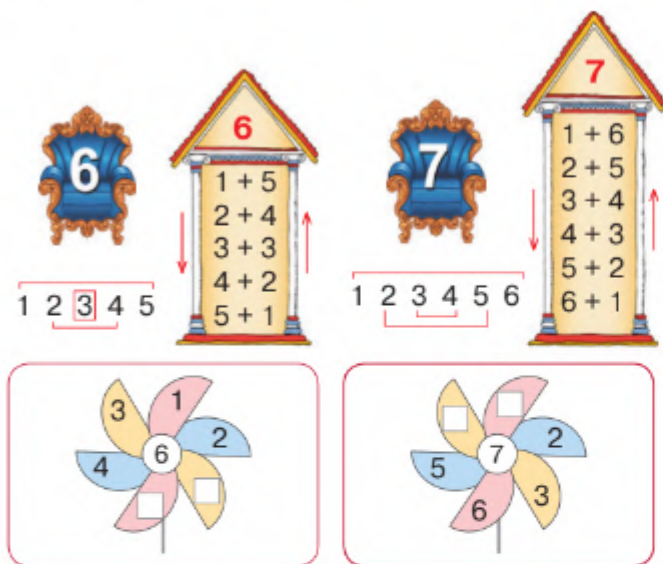 6
6
1 + 5
2 + 4
3 + 3
4 + 2
5 + 1
1 2 3 4 5
7
7
1 + 6
2 + 5
3 + 4
4 + 3
5 + 2
6 + 1
1 2 3 4 5 6
3 1
4 6 2
5 7 2
6 3